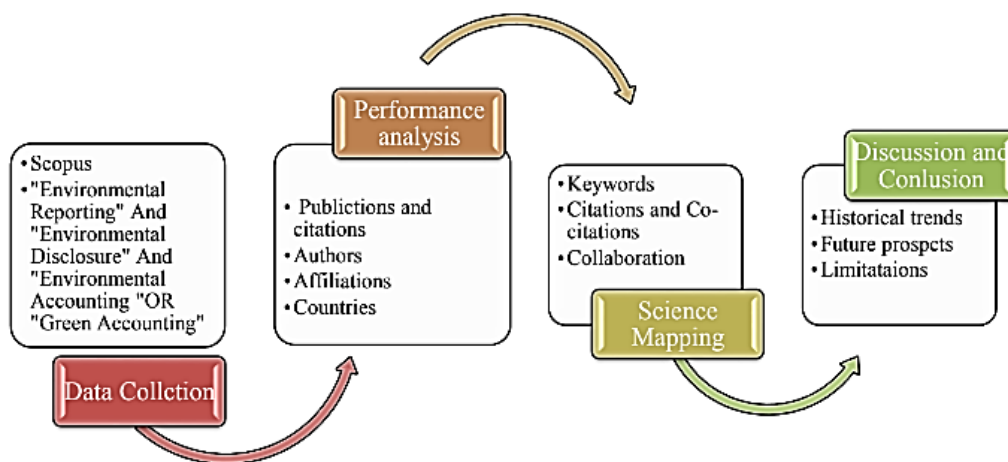 • Scopus
• "Environmental
Reporting" And
"Environmental
Disclosure" And
"Environmental
Accounting "OR
"Green Accounting"
Data Collction
Performance
analysis
• Publictions and
citations
• Authors
• Affiliations
• Countries
• Keywords
• Citations and Co-
citations
• Collaboration
Science
Mapping
Discussion and
Conlusion
• Historical trends
• Future prospcts
• Limitataions